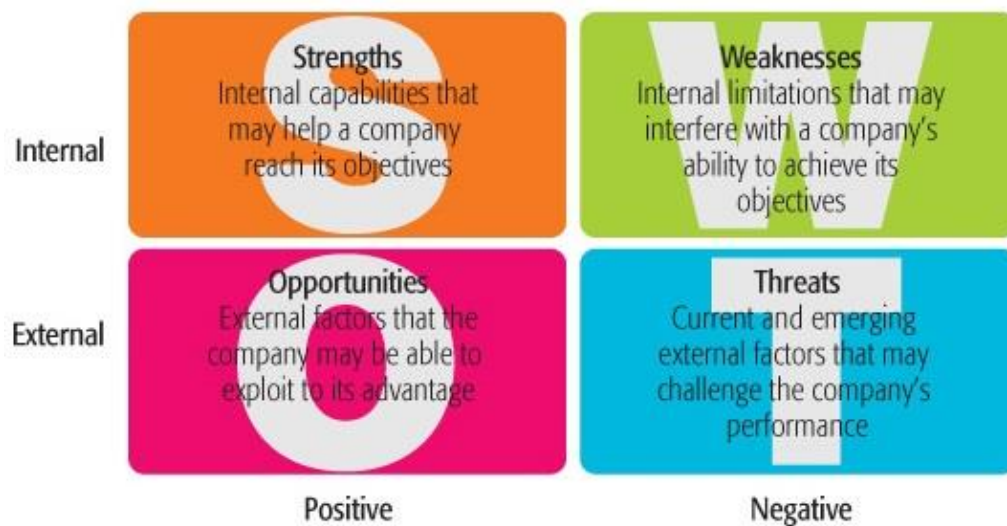 Strengths
Internal capabilities that
may help a company
reach its objectives
Weaknesses
Internal limitations that may
interfere with a company's
ability to achieve its
objectives
Internal
S
W
Opportunities
External factors that the
company may be able to
exploit to its advantage
Threats
Current and emerging
external factors that may
challenge the company's
performance
External
O
T
Positive
Negative